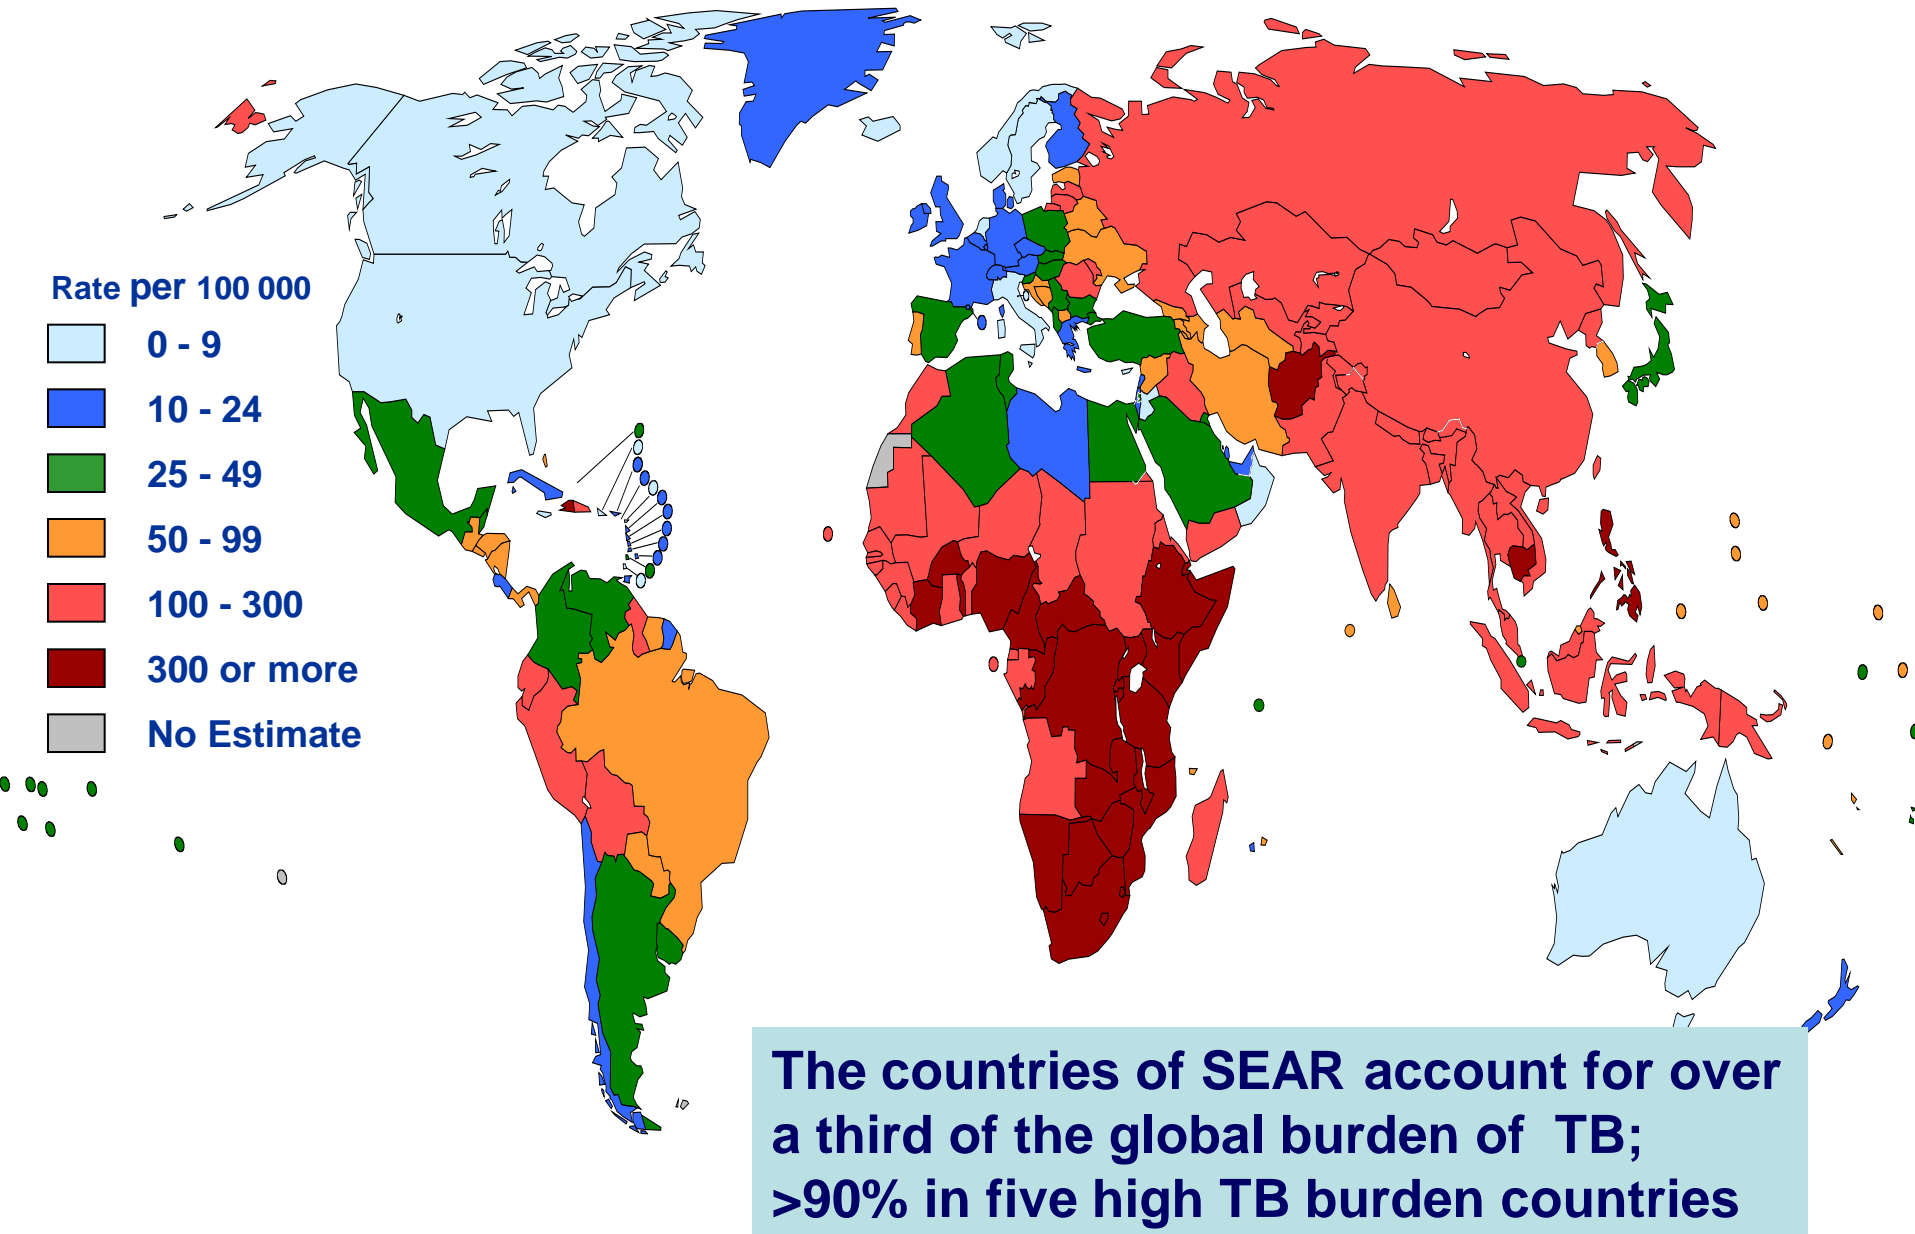 Rate per 100 000
0 - 9
10 - 24
25 - 49
50 - 99
100 - 300
300 or more
No Estimate
The countries of SEAR account for over
a third of the global burden of TB;
>90% in five high TB burden countries